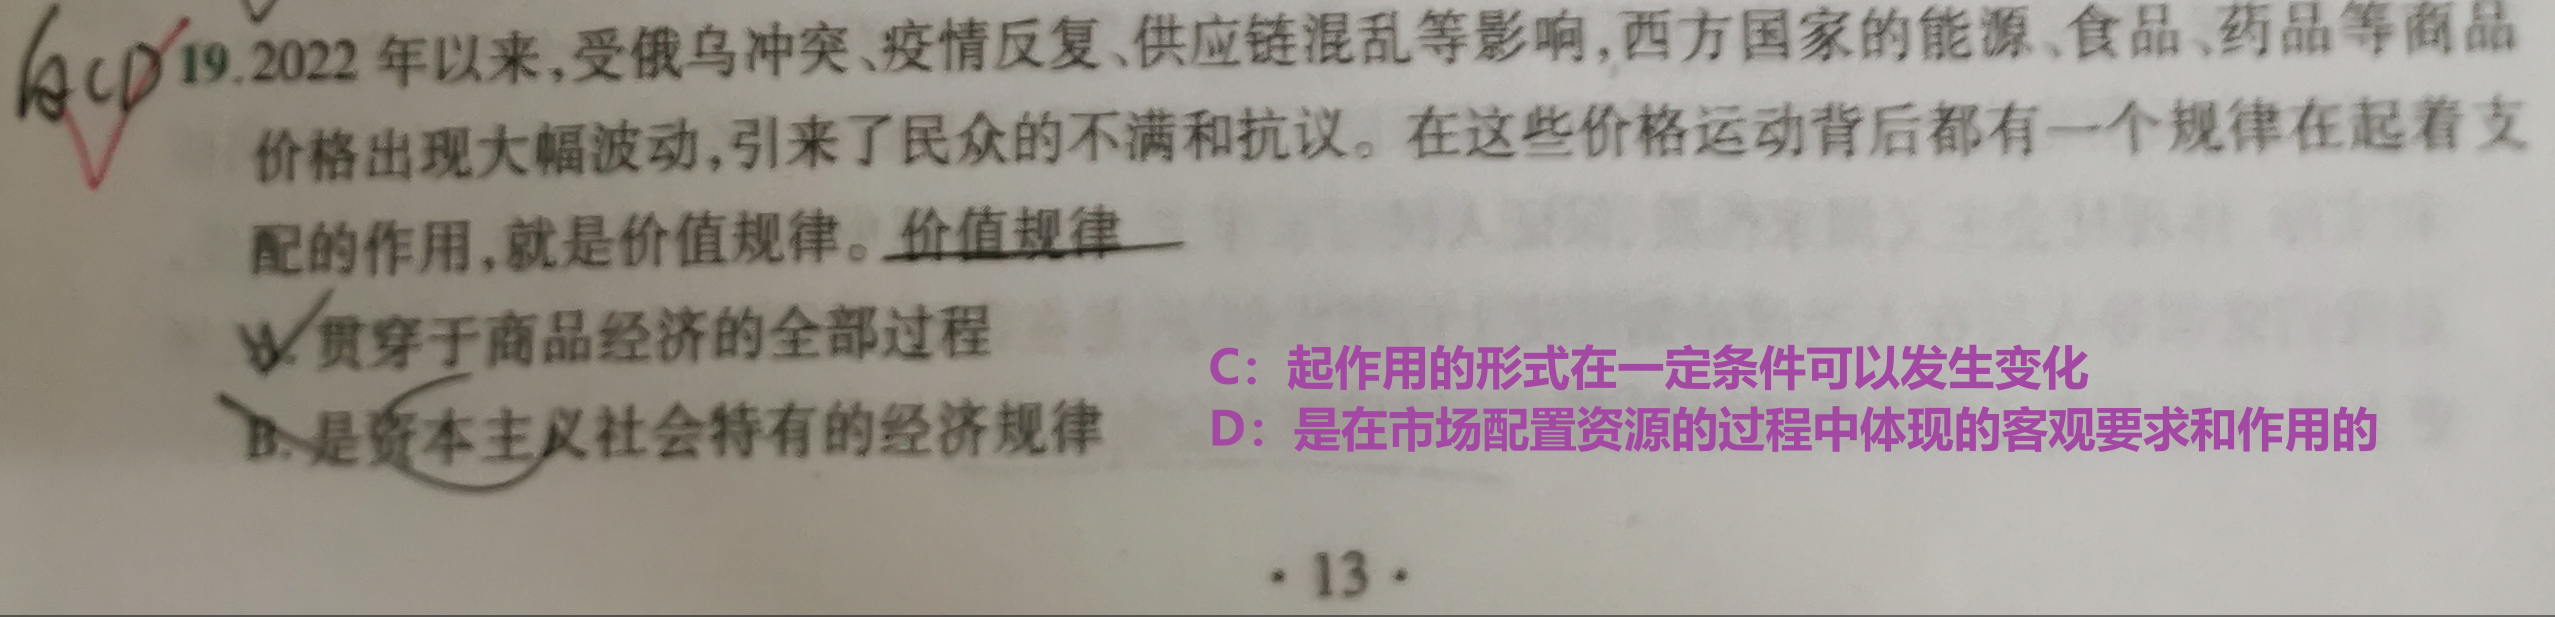 ACD
19.2022年以来,受俄乌冲突、疫情反复、供应链混乱等影响,西方国家的能源、食品、药品等商品
价格出现大幅波动,引来了民众的不满和抗议。在这些价格运动背后都有一个规律在起着支
配的作用,就是价值规律。价值规律
A.贯穿于商品经济的全部过程
B.是资本主义社会特有的经济规律
C：起作用的形式在一定条件可以发生变化
D：是在市场配置资源的过程中体现的客观要求和作用的
·13·